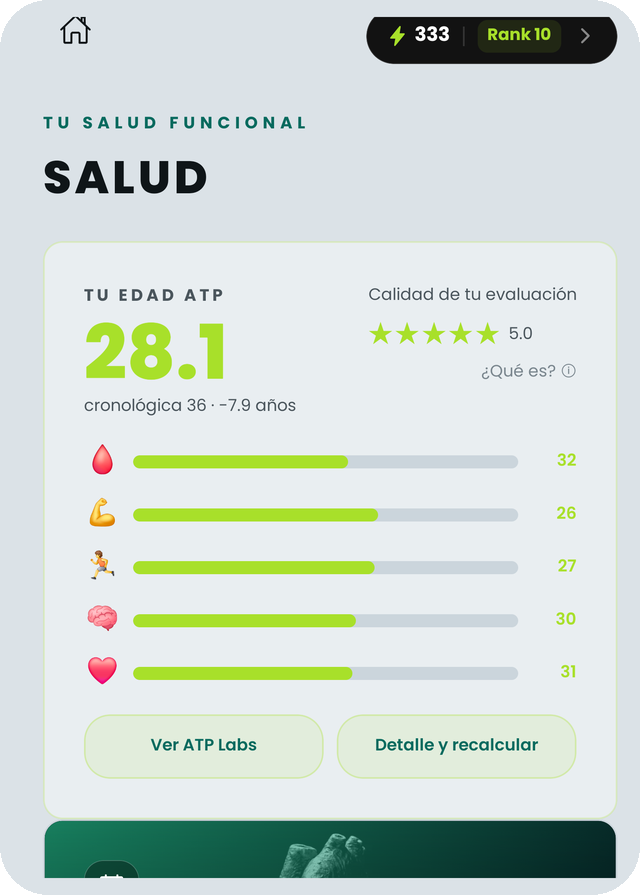 333 | Rank 10
TU SALUD FUNCIONAL
SALUD
TU EDAD ATP
28.1
cronológica 36 · -7.9 años
Calidad de tu evaluación
★★★★★ 5.0
¿Qué es? ⓘ
32
26
27
30
31
Ver ATP Labs
Detalle y recalcular